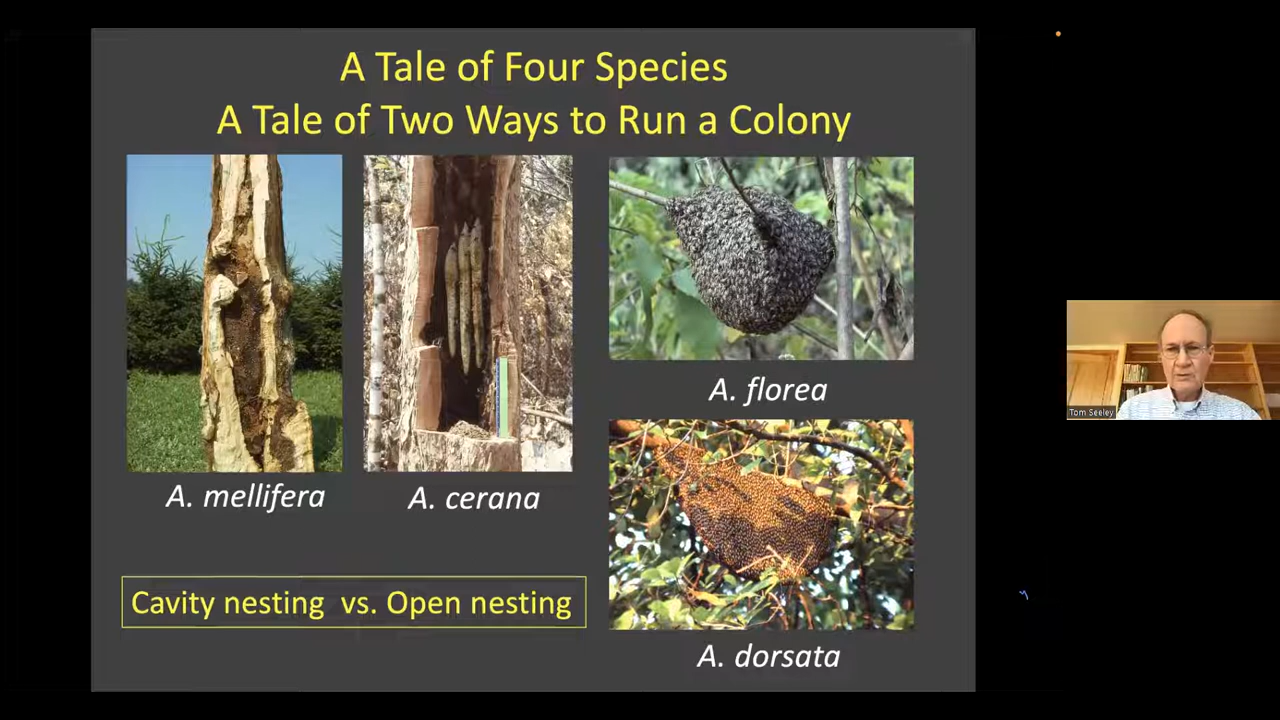 A Tale of Four Species
A Tale of Two Ways to Run a Colony
A. florea
A. mellifera
A. cerana
Cavity nesting vs. Open nesting
A. dorsata
Tom Seeley